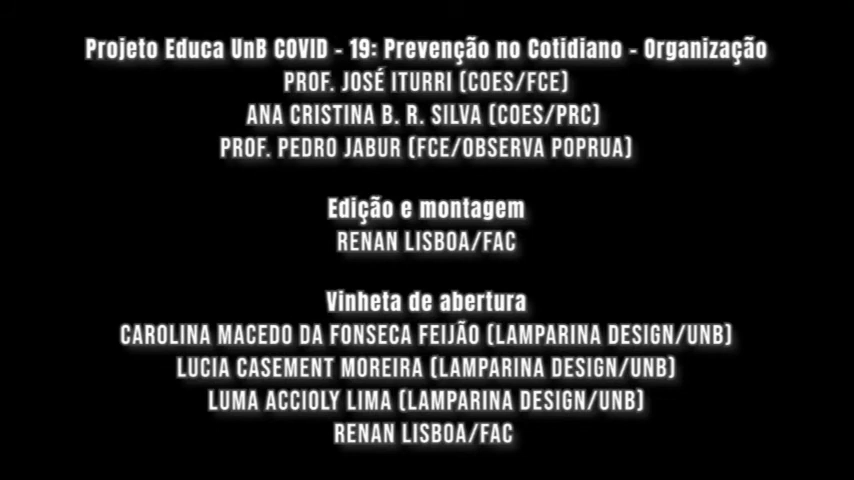 Projeto Educa UnB COVID - 19: Prevenção no Cotidiano - Organização
PROF. JOSÉ ITURRI (COES/FCE)
ANA CRISTINA B. R. SILVA (COES/PRC)
PROF. PEDRO JABUR (FCE/OBSERVA POPRUA)
Edição e montagem
RENAN LISBOA/FAC
Vinheta de abertura
CAROLINA MACEDO DA FONSECA FEIJÃO (LAMPARINA DESIGN/UNB)
LUCIA CASEMENT MOREIRA (LAMPARINA DESIGN/UNB)
LUMA ACCIOLY LIMA (LAMPARINA DESIGN/UNB)
RENAN LISBOA/FAC